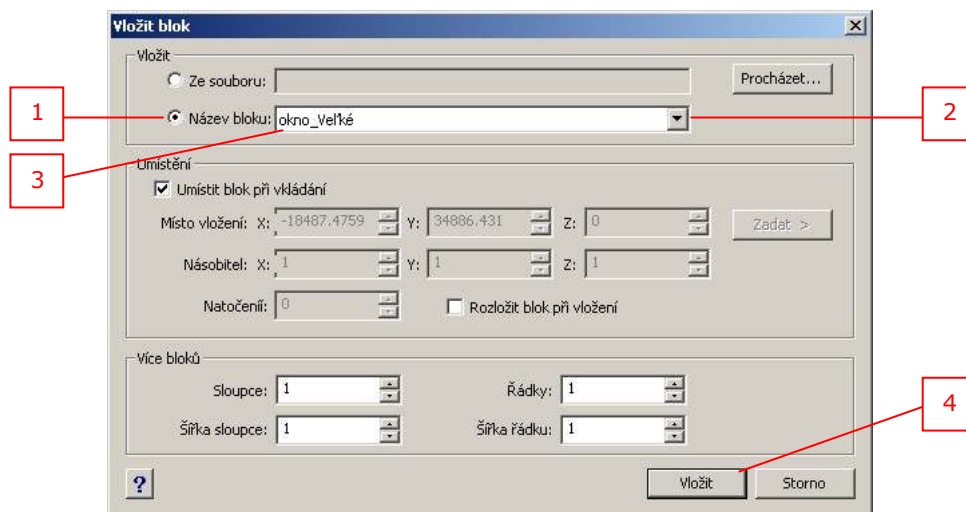 Vložit blok
Vložit
Ze souboru:
Procházet...
1
Název bloku: okno_Veľké
2
3
Umístění
Umístit blok při vkládání
Místo vložení: X: -18487.4759 Y: 34886.431 Z: 0
Zadat >
Násobitel: X: 1 Y: 1 Z: 1
Natočeníí: 0
Rozložit blok při vložení
Více bloků
Sloupce: 1
Řádky: 1
4
Šířka sloupce: 1
Šířka řádku: 1
?
Vložit
Storno